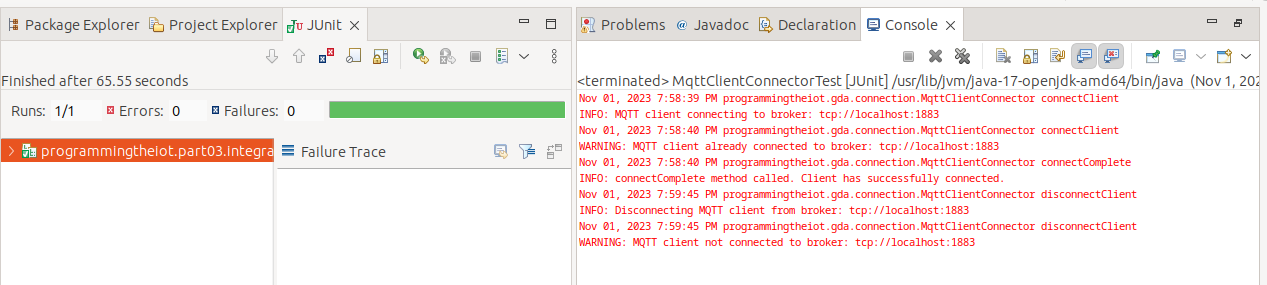 Package Explorer Project Explorer JUnit
Finished after 65.55 seconds
Runs: 1/1 Errors: 0 Failures: 0
programmingtheiot.part03.integra
Failure Trace
Problems @ Javadoc Declaration Console
<terminated> MqttClientConnectorTest [JUnit] /usr/lib/jvm/java-17-openjdk-amd64/bin/java (Nov 1, 202
Nov 01, 2023 7:58:39 PM programmingtheiot.gda.connection.MqttClientConnector connectClient
INFO: MQTT client connecting to broker: tcp://localhost:1883
Nov 01, 2023 7:58:40 PM programmingtheiot.gda.connection.MqttClientConnector connectClient
WARNING: MQTT client already connected to broker: tcp://localhost:1883
Nov 01, 2023 7:58:40 PM programmingtheiot.gda.connection.MqttClientConnector connectComplete
INFO: connectComplete method called. Client has successfully connected.
Nov 01, 2023 7:59:45 PM programmingtheiot.gda.connection.MqttClientConnector disconnectClient
INFO: Disconnecting MQTT client from broker: tcp://localhost:1883
Nov 01, 2023 7:59:45 PM programmingtheiot.gda.connection.MqttClientConnector disconnectClient
WARNING: MQTT client not connected to broker: tcp://localhost:1883